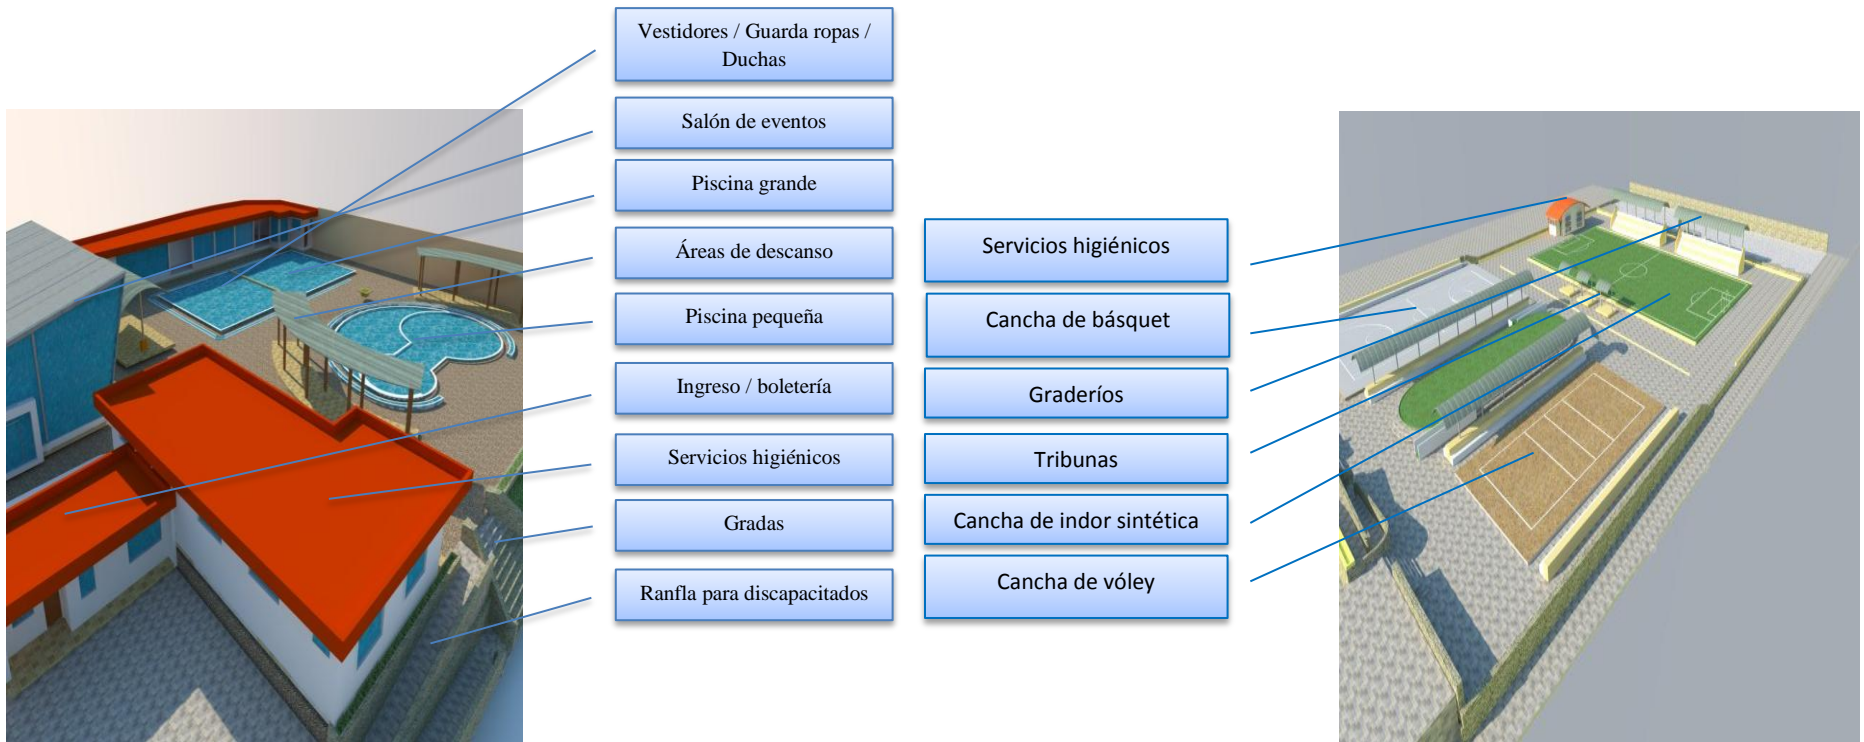 Vestidores / Guarda ropas /
Duchas
Salón de eventos
Piscina grande
Áreas de descanso
Piscina pequeña
Ingreso / boletería
Servicios higiénicos
Gradas
Ranfla para discapacitados
Servicios higiénicos
Cancha de básquet
Graderíos
Tribunas
Cancha de indor sintética
Cancha de vóley